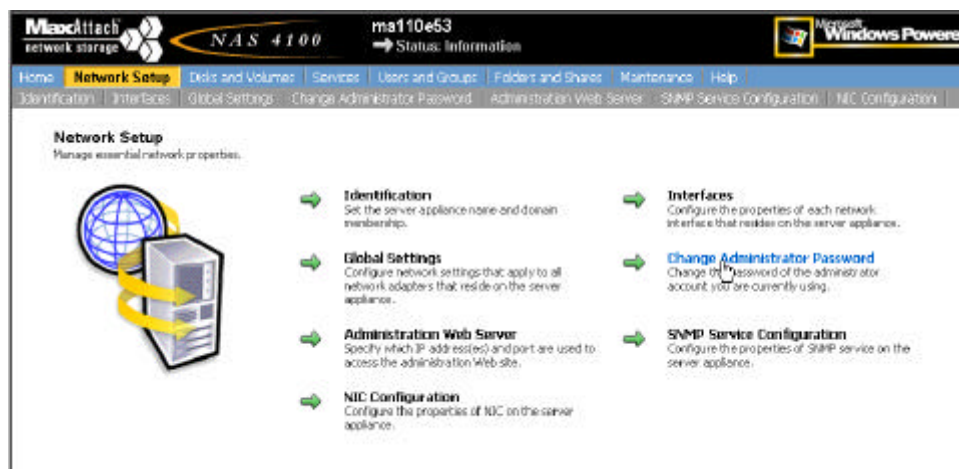 MaxAttach
network storage
NAS 4100
ma110e53
Status: Information
Microsoft
Windows Powere
Home Network Setup Disks and Volumes Services Users and Groups Folders and Shares Maintenance Help
Identification Interfaces Global Settings Change Administrator Password Administration Web Server SNMP Service Configuration NIC Configuration
Network Setup
Manage essential network properties.
Identification
Set the server appliance name and domain
membership.
Interfaces
Configure the properties of each network
interface that resides on the server appliance.
Global Settings
Configure network settings that apply to all
network adapters that reside on the server
appliance.
Change Administrator Password
Change the password of the administrator
account you are currently using.
Administration Web Server
Specify which IP address(es) and port are used to
access the administration Web site.
SNMP Service Configuration
Configure the properties of SNMP service on the
server appliance.
NIC Configuration
Configure the properties of NIC on the server
appliance.